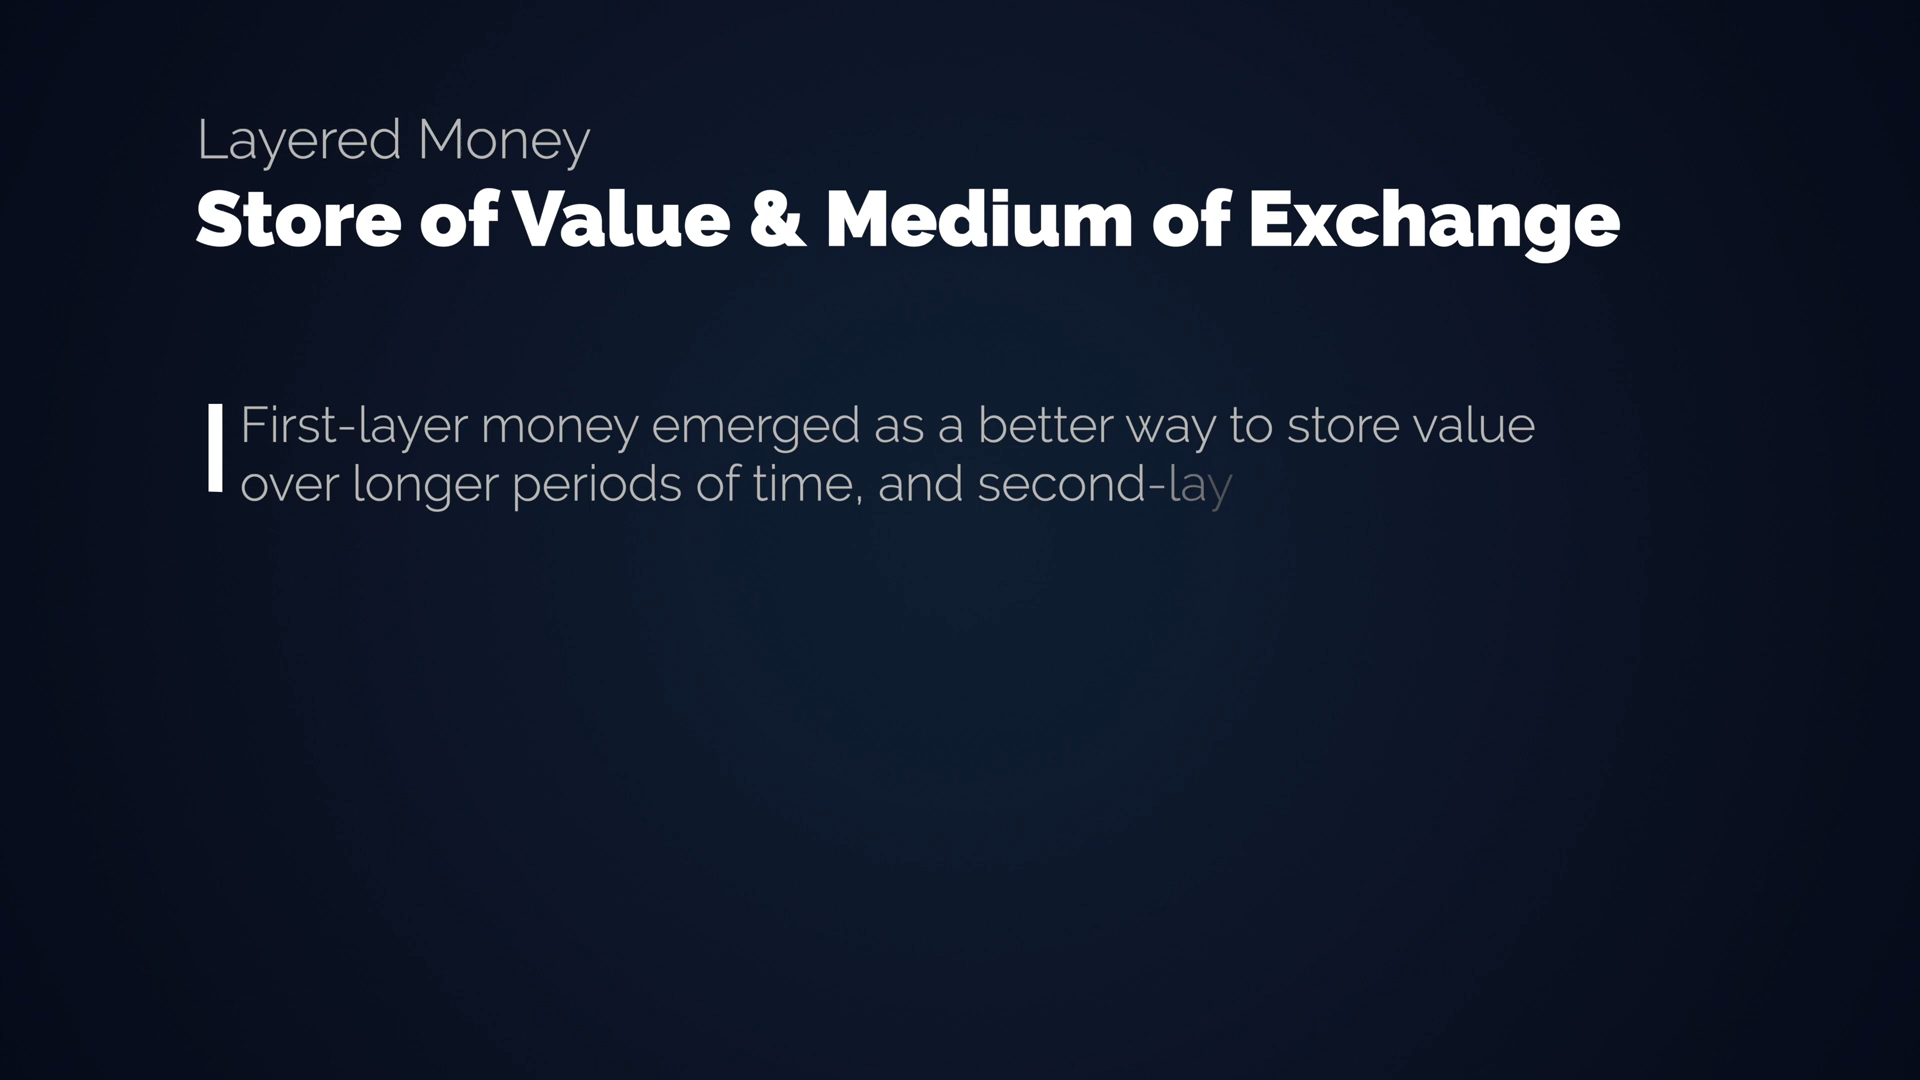 Layered Money
Store of Value & Medium of Exchange
First-layer money emerged as a better way to store value
over longer periods of time, and second-lay